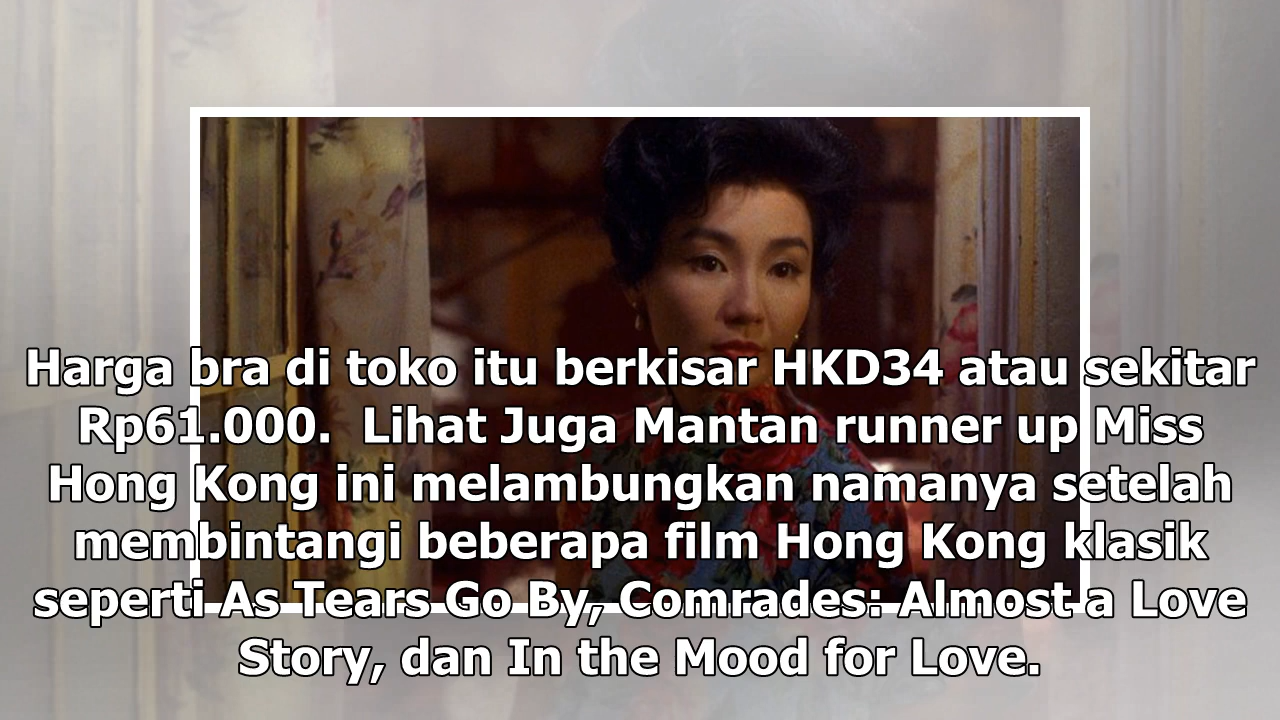 Harga bra di toko itu berkisar HKD34 atau sekitar
Rp61.000.  Lihat Juga Mantan runner up Miss
Hong Kong ini melambungkan namanya setelah
membintangi beberapa film Hong Kong klasik
seperti As Tears Go By, Comrades: Almost a Love
Story, dan In the Mood for Love.